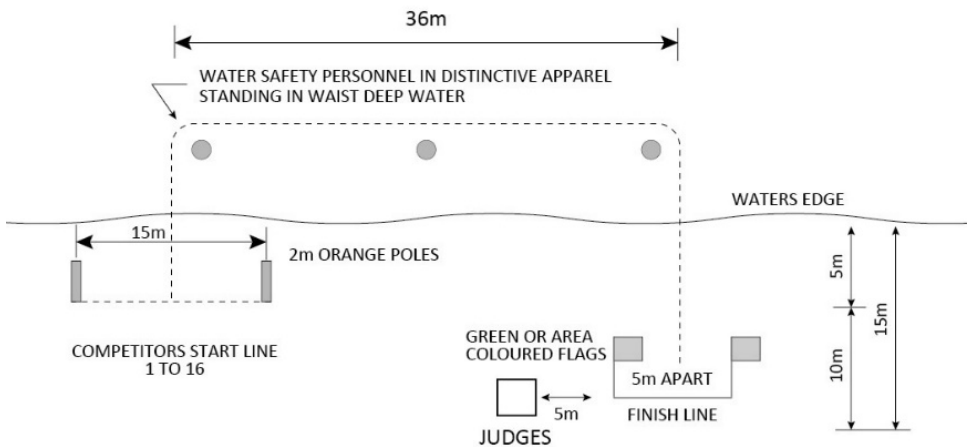 36m
WATER SAFETY PERSONNEL IN DISTINCTIVE APPAREL
STANDING IN WAIST DEEP WATER
WATERS EDGE
15m
2m ORANGE POLES
5m
15m
10m
COMPETITORS START LINE
1 TO 16
GREEN OR AREA
COLOURED FLAGS
5m APART
5m
FINISH LINE
JUDGES